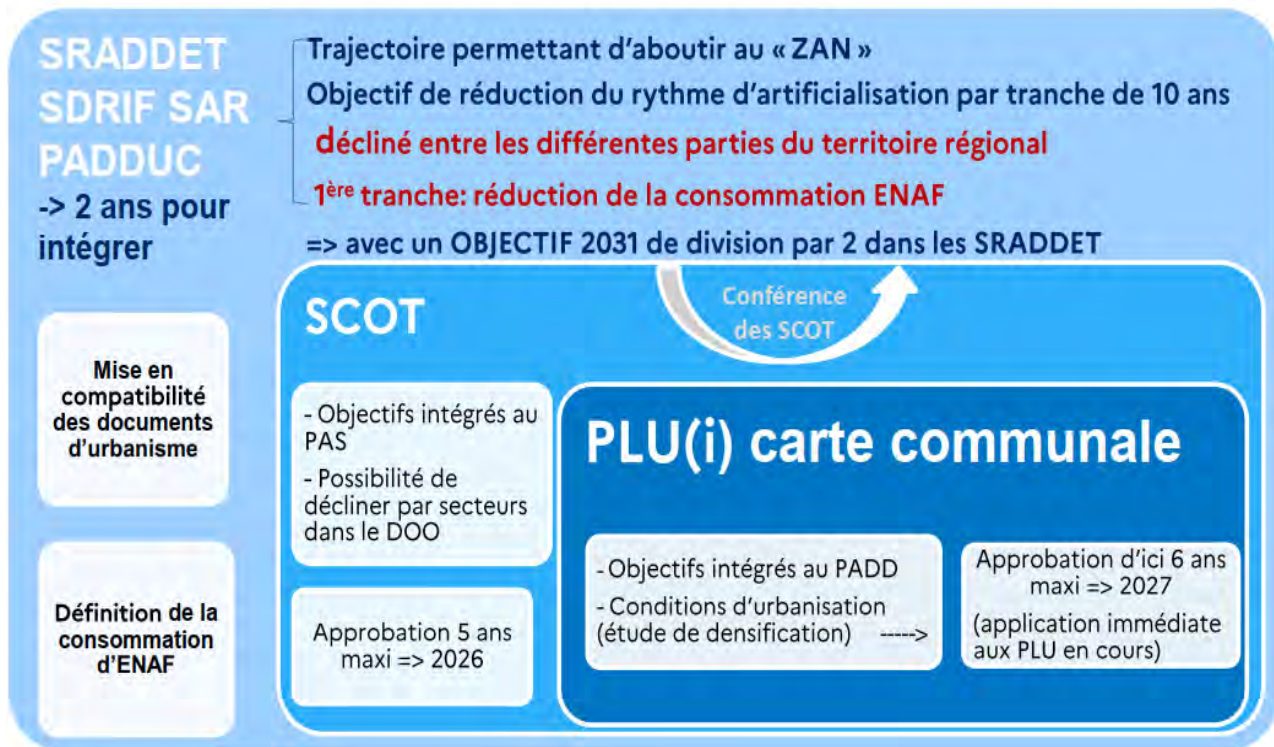 SRADDET
SDRIF SAR
PADDUC
-> 2 ans pour
intégrer
Trajectoire permettant d'aboutir au « ZAN »
Objectif de réduction du rythme d'artificialisation par tranche de 10 ans
décliné entre les différentes parties du territoire régional
1ère tranche: réduction de la consommation ENAF
=> avec un OBJECTIF 2031 de division par 2 dans les SRADDET
Mise en
compatibilité
des documents
d'urbanisme
Définition de la
consommation
d'ENAF
SCOT
Conférence
des SCOT
- Objectifs intégrés au
PAS
- Possibilité de
décliner par secteurs
dans le DOO
Approbation 5 ans
maxi => 2026
PLU(i) carte communale
- Objectifs intégrés au PADD
- Conditions d'urbanisation
(étude de densification) ----->
Approbation d'ici 6 ans
maxi => 2027
(application immédiate
aux PLU en cours)